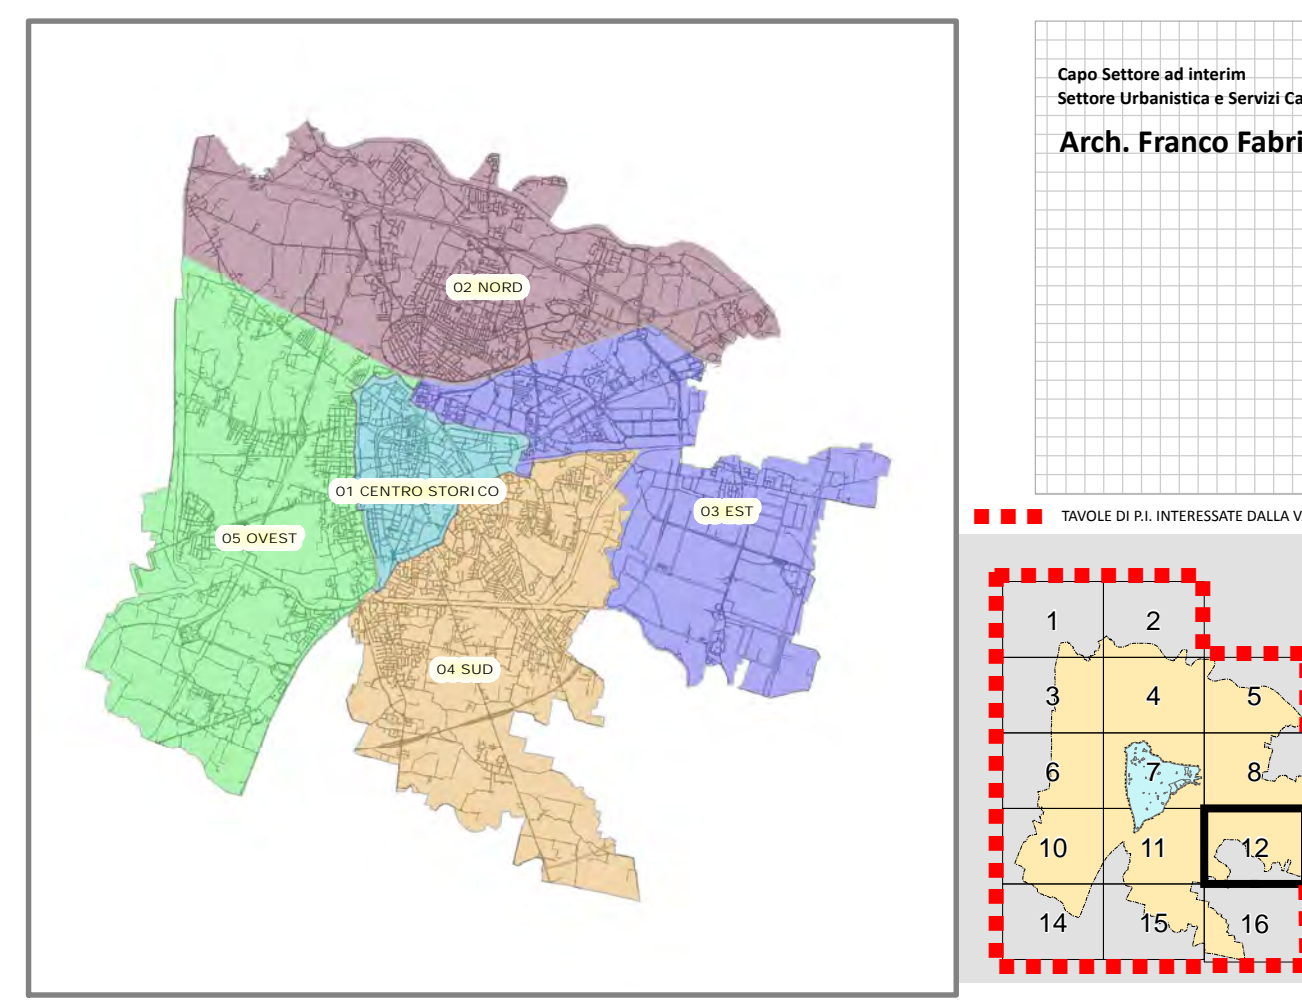 02 NORD
01 CENTRO STORICO
03 EST
05 OVEST
04 SUD
Capo Settore ad interim
Settore Urbanistica e Servizi Ca
Arch. Franco Fabri
TAVOLE DI P.I. INTERESSATE DALLA V
1 2
3 4 5
6 7 8
10 11 12
14 15 16